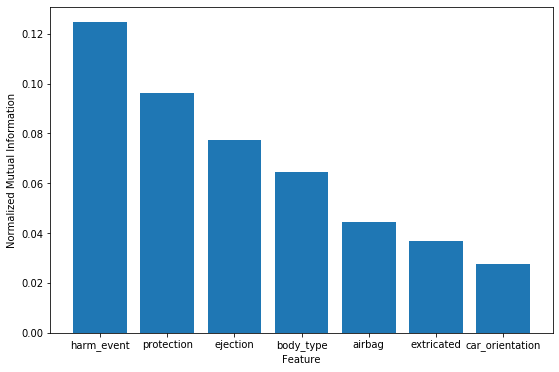 Normalized Mutual Information
0.12
0.10
0.08
0.06
0.04
0.02
0.00
harm_event protection ejection body_type airbag extricated car_orientation
Feature